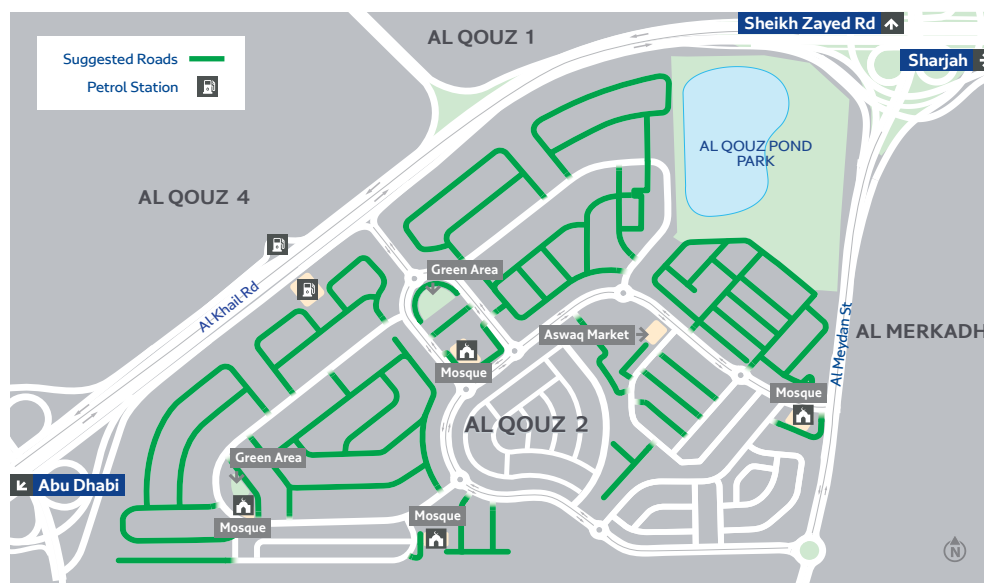 Sheikh Zayed Rd
AL QOUZ 1
Suggested Roads
Sharjah
Petrol Station
AL QOUZ POND
PARK
AL QOUZ 4
Green Area
Al Khail Rd
Aswaq Market
AL MERKADH
Al Meydan St
Mosque
Mosque
AL QOUZ 2
Green Area
Abu Dhabi
Mosque
Mosque
N